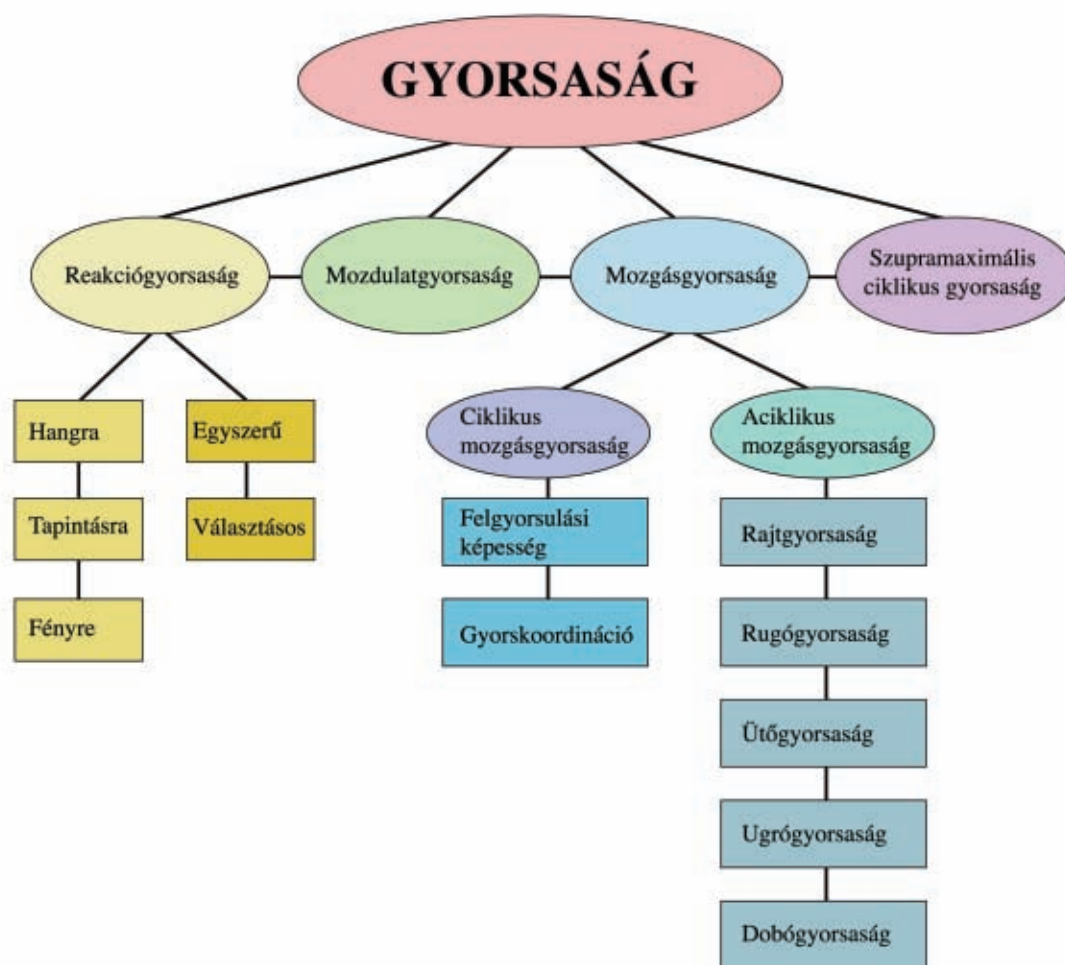 GYORSASÁG
Reakciógyorsaság
Mozdulatgyorsaság
Mozgásgyorsaság
Szupramaximális
ciklikus gyorsaság
Hangra
Tapintásra
Fényre
Egyszerű
Választásos
Ciklikus
mozgásgyorsaság
Felgyorsulási
képesség
Gyorskoordináció
Aciklikus
mozgásgyorsaság
Rajtgyorsaság
Rugógyorsaság
Ütőgyorsaság
Ugrógyorsaság
Dobógyorsaság